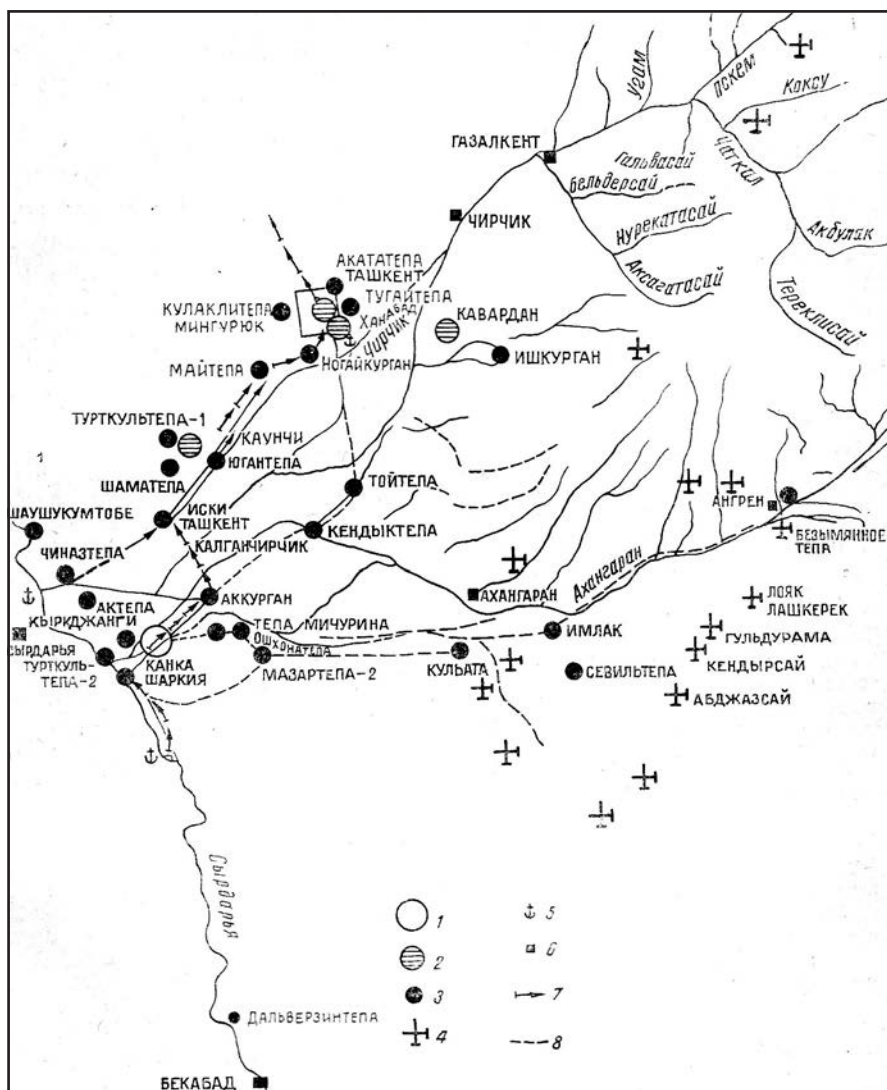 Угам
Пскем
Коксу
ГАЗАЛКЕНТ
Гальвасай
Бельдерсай
Чаткал
ЧИРЧИК
Нурекатасай
Акбулак
Аксагатасай
Тереклисай
АКАТАТЕПА
ТАШКЕНТ
ТУГАЙТЕПА
КУЛАКЛИТЕПА
МИНГУРЮК
Ханабад
Чирчик
КАВАРДАН
НОГАЙКУРГАН
ИШКУРГАН
МАЙТЕПА
ТУРТКУЛЬТЕПА-1
КАУНЧИ
ЮГАНТЕПА
ШАМАТЕПА
ТОЙТЕПА
АНГРЕН
ШАУШУКУМТОБЕ
ИСКИ
ТАШКЕНТ
КЕНДЫКТЕПА
БЕЗЫМЯННОЕ
ТЕПА
ЧИНАЗТЕПА
КАЛГАНЧИРЧИК
Ахангаран
АХАНГАРАН
АКТЕПА
АККУРГАН
ЛОЯК
ЛАШКЕРЕК
КЫРКДЖАНГИ
ТЕПА МИЧУРИНА
ОШХОНАТЕПА
ИМЛАК
ГУЛЬДУРАМА
СЫРДАРЬЯ
ТУРТКУЛЬ-
ТЕПА-2
КАНКА
ШАРКИЯ
МАЗАРТЕПА-2
КУЛЬАТА
СЕВИЛЬТЕПА
КЕНДЫРСАЙ
АБДЖАЗСАЙ
Сырдарья
1
5
2
6
3
7
4
8
ДАЛЬВЕРЗИНТЕПА
БЕКАБАД